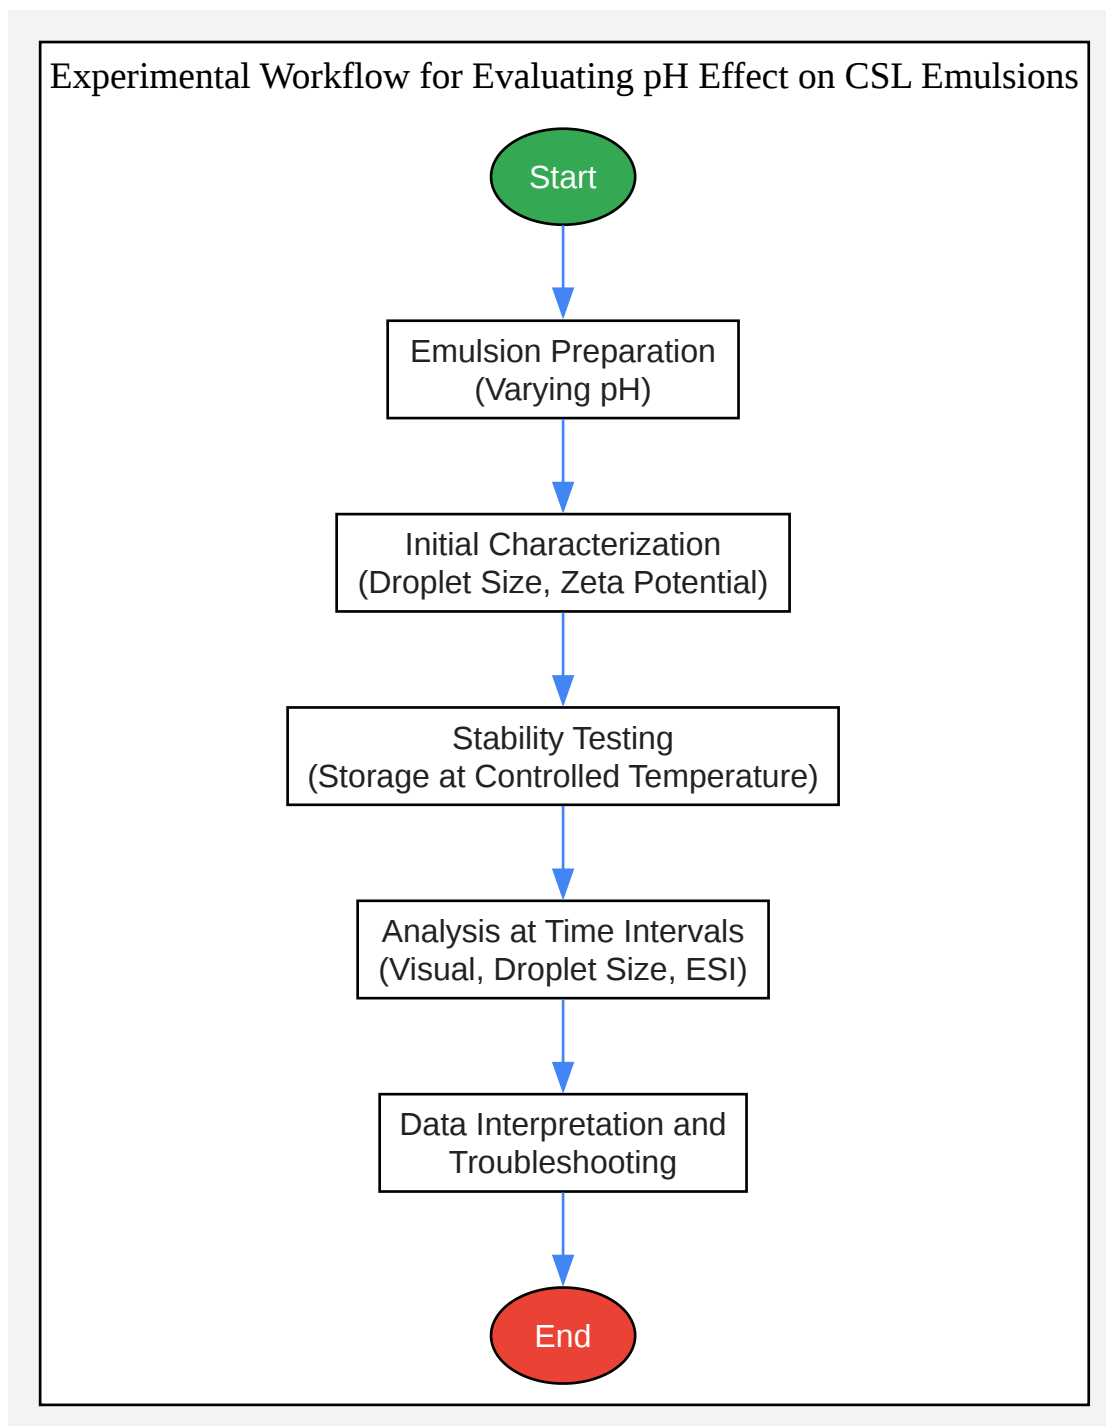 Experimental Workflow for Evaluating pH Effect on CSL Emulsions
Start
Emulsion Preparation
(Varying pH)
Initial Characterization
(Droplet Size, Zeta Potential)
Stability Testing
(Storage at Controlled Temperature)
Analysis at Time Intervals
(Visual, Droplet Size, ESI)
Data Interpretation and
Troubleshooting
End